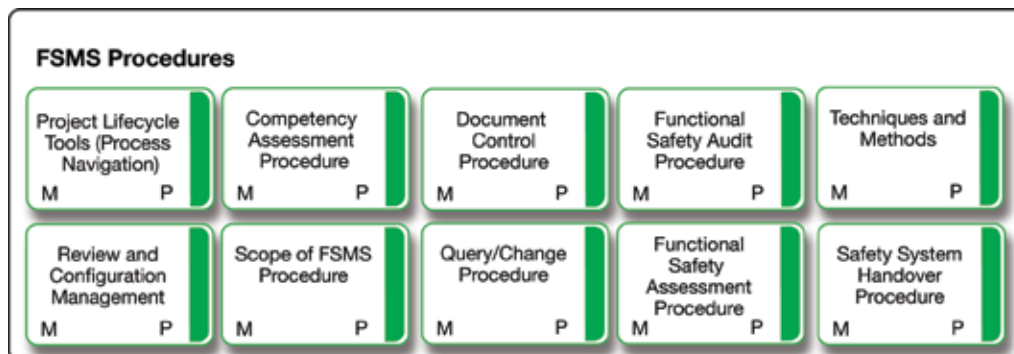 FSMS Procedures
Project Lifecycle
Tools (Process
Navigation)
M P
Competency
Assessment
Procedure
M P
Document
Control
Procedure
M P
Functional
Safety Audit
Procedure
M P
Techniques and
Methods
M P
Review and
Configuration
Management
M P
Scope of FSMS
Procedure
M P
Query/Change
Procedure
M P
Functional
Safety
Assessment
Procedure
M P
Safety System
Handover
Procedure
M P